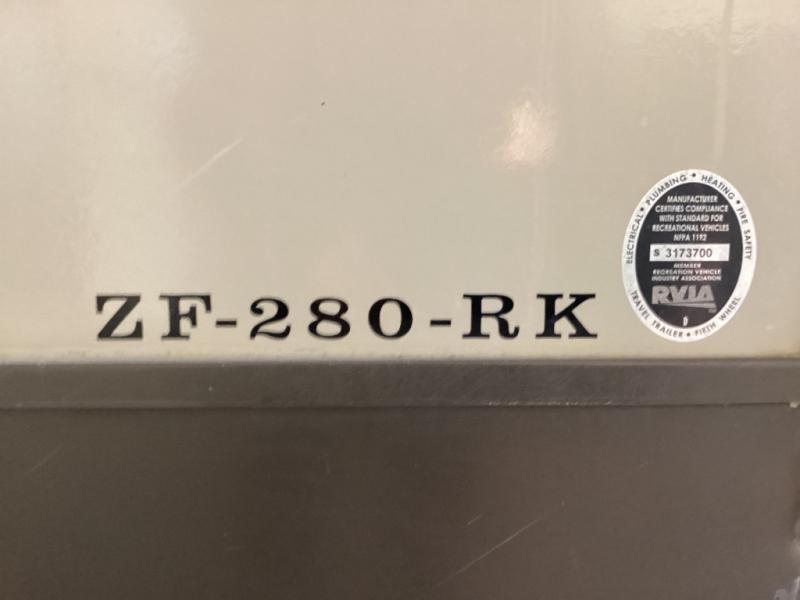 ZF-280-RK
ELECTRICAL • PLUMBING • HEATING • FIRE SAFETY
MANUFACTURER
CERTIFIES COMPLIANCE
WITH STANDARD FOR
RECREATIONAL VEHICLES
NFPA 1192
S 3173700
MEMBER
RECREATION VEHICLE
INDUSTRY ASSOCIATION
RVIA
TRAVEL TRAILER • FIFTH WHEEL